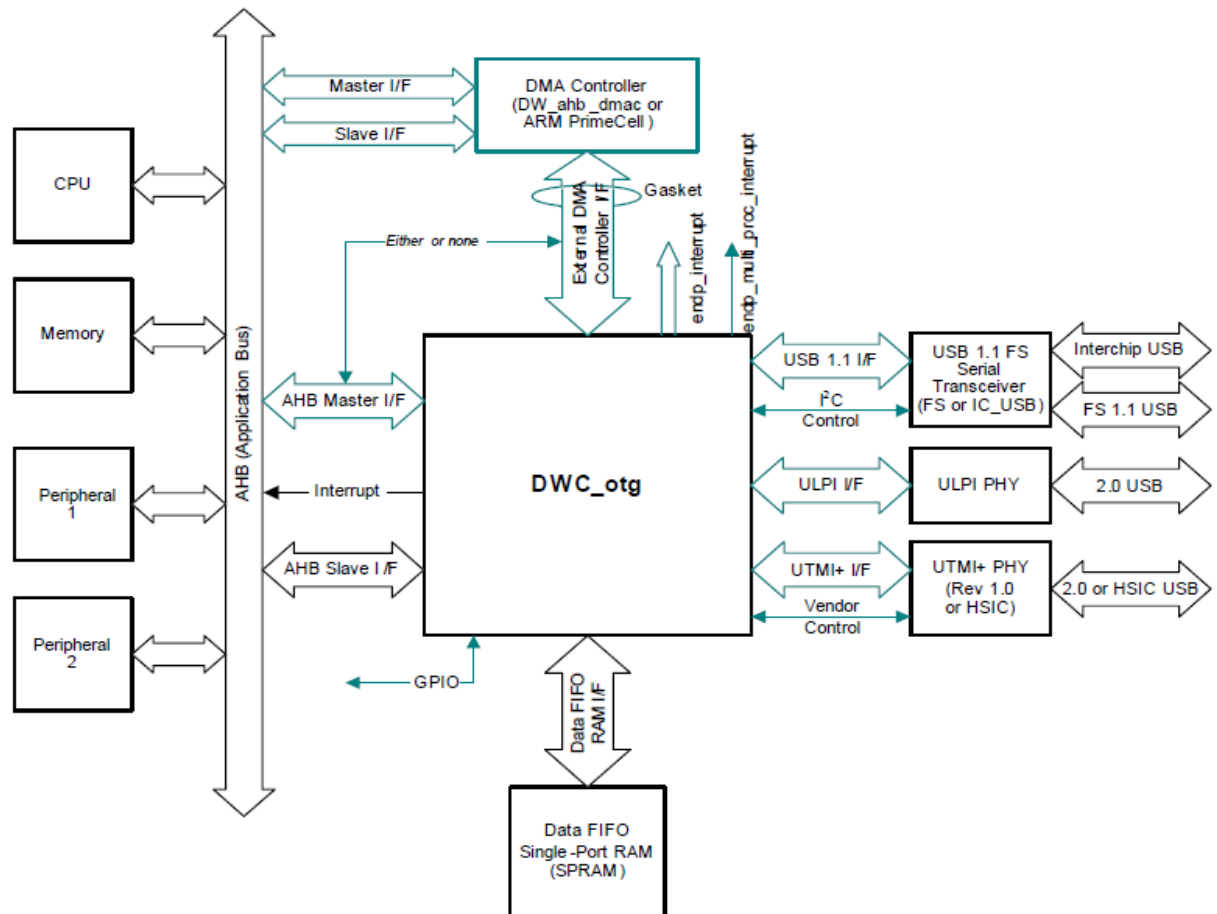 Master I/F
DMA Controller
(DW_ahb_dmac or
ARM PrimeCell)
Slave I/F
CPU
Gasket
External DMA
Controller I/F
endp_interrupt
endp_multi_proc_interrupt
Either or none
Memory
AHB (Application Bus)
USB 1.1 I/F
USB 1.1 FS
Serial
Transceiver
(FS or IC_USB)
Interchip USB
AHB Master I/F
I²C
Control
FS 1.1 USB
Peripheral
1
Interrupt
DWC_otg
ULPI I/F
ULPI PHY
2.0 USB
AHB Slave I/F
UTMI+ I/F
UTMI+ PHY
(Rev 1.0
or HSIC)
2.0 or HSIC USB
Vendor
Control
Peripheral
2
GPIO
Data FIFO
RAM I/F
Data FIFO
Single-Port RAM
(SPRAM)